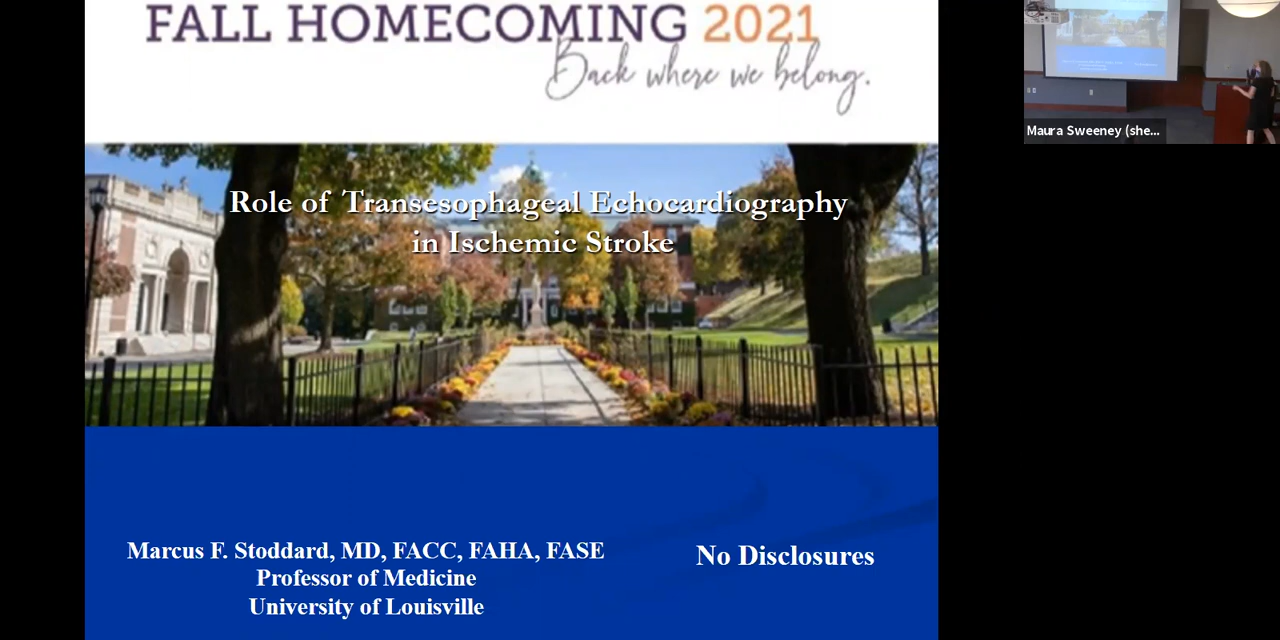 FALL HOMECOMING 2021
Back where we belong.
Role of Transesophageal Echocardiography
in Ischemic Stroke
Marcus F. Stoddard, MD, FACC, FAHA, FASE
Professor of Medicine
University of Louisville
No Disclosures
Maura Sweeney (she...